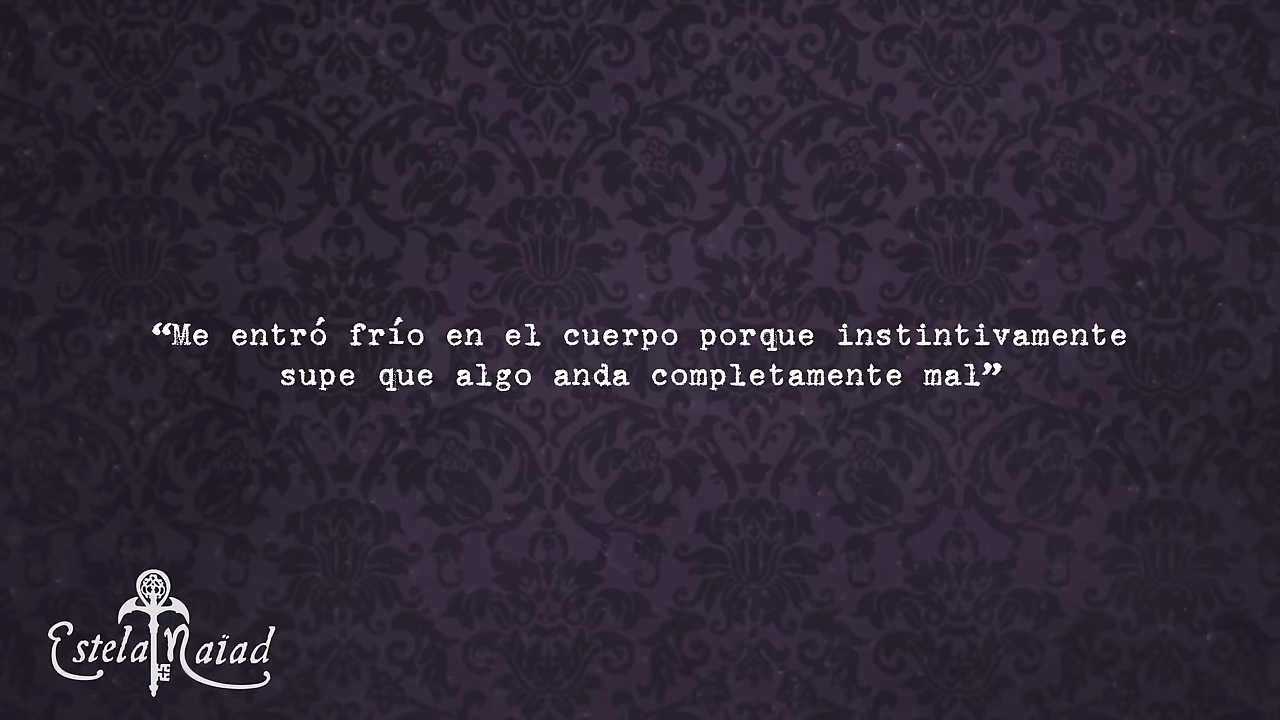 “Me entró frío en el cuerpo porque instintivamente
supe que algo anda completamente mal”
Estela Naïad